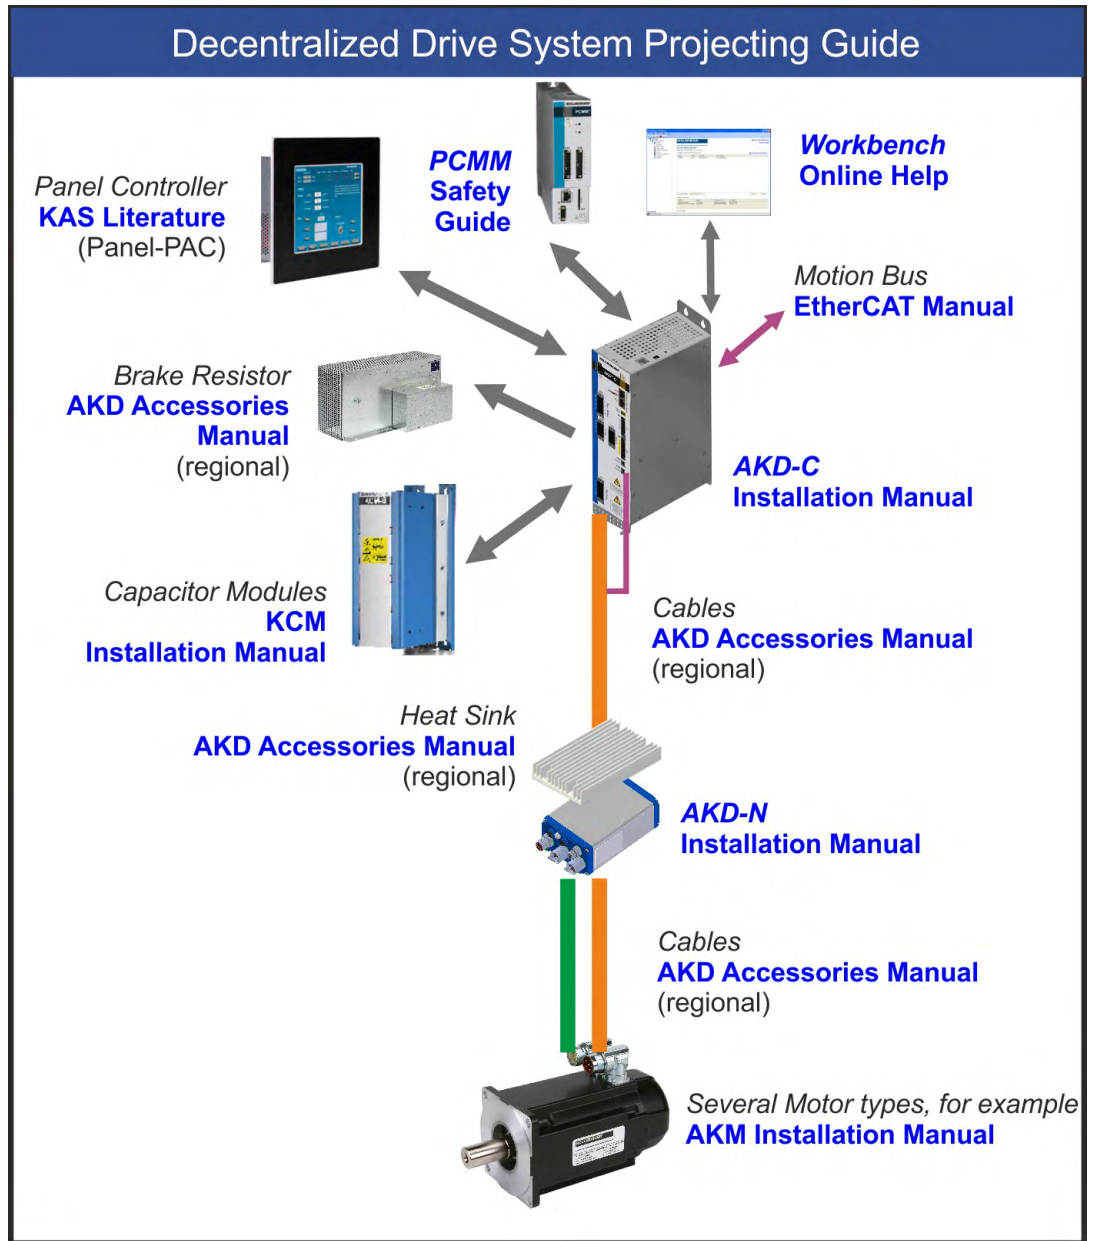 Decentralized Drive System Projecting Guide
Panel Controller
KAS Literature
(Panel-PAC)
PCMM
Safety
Guide
PCMM
Workbench
Online Help
Motion Bus
EtherCAT Manual
Brake Resistor
AKD Accessories
Manual
(regional)
AKD-C
Installation Manual
Capacitor Modules
KCM
Installation Manual
Cables
AKD Accessories Manual
(regional)
Heat Sink
AKD Accessories Manual
(regional)
AKD-N
Installation Manual
Cables
AKD Accessories Manual
(regional)
Several Motor types, for example
AKM Installation Manual